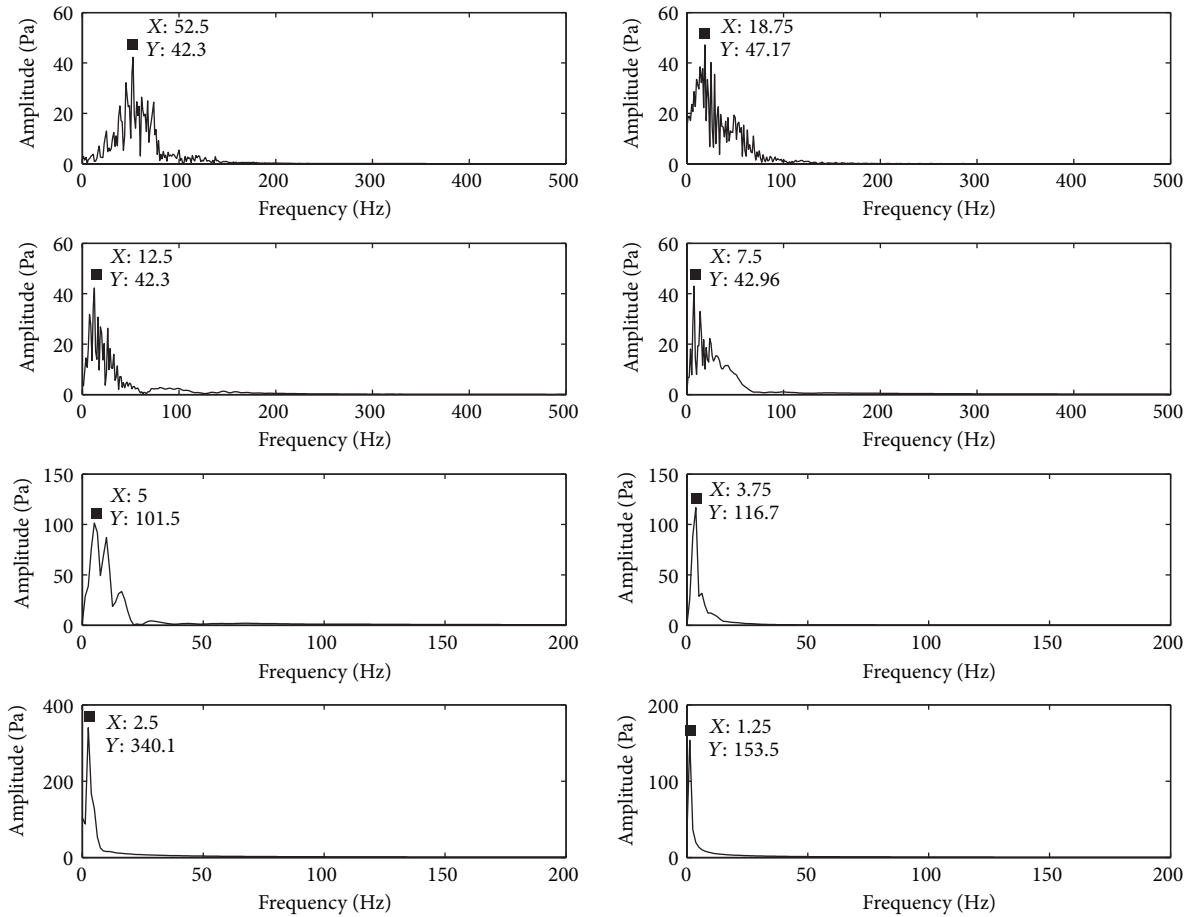 60
40
20
0
Amplitude (Pa)
X: 52.5
Y: 42.3
0 100 200 300 400 500
Frequency (Hz)
60
40
20
0
Amplitude (Pa)
X: 18.75
Y: 47.17
0 100 200 300 400 500
Frequency (Hz)
60
40
20
0
Amplitude (Pa)
X: 12.5
Y: 42.3
0 100 200 300 400 500
Frequency (Hz)
60
40
20
0
Amplitude (Pa)
X: 7.5
Y: 42.96
0 100 200 300 400 500
Frequency (Hz)
150
100
50
0
Amplitude (Pa)
X: 5
Y: 101.5
0 50 100 150 200
Frequency (Hz)
150
100
50
0
Amplitude (Pa)
X: 3.75
Y: 116.7
0 50 100 150 200
Frequency (Hz)
400
200
0
Amplitude (Pa)
X: 2.5
Y: 340.1
0 50 100 150 200
Frequency (Hz)
200
100
0
Amplitude (Pa)
X: 1.25
Y: 153.5
0 50 100 150 200
Frequency (Hz)